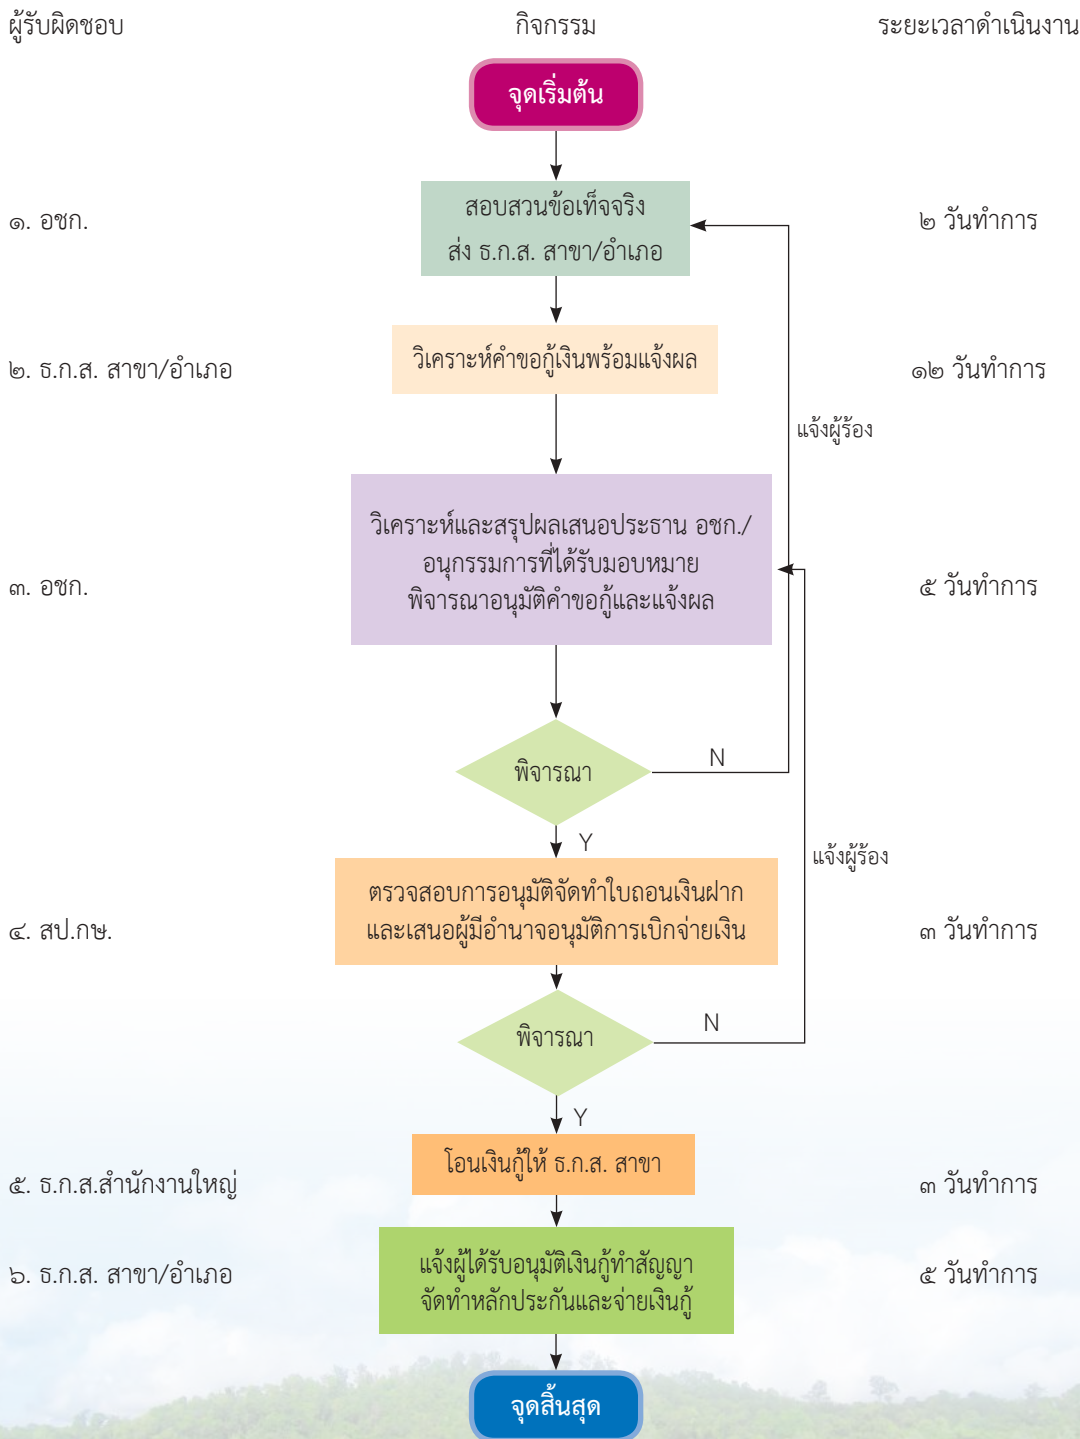 ผู้รับผิดชอบ กิจกรรม ระยะเวลาดำเนินงาน
จุดเริ่มต้น
๑. อชก.
สอบสวนข้อเท็จจริง
ส่ง ธ.ก.ส. สาขา/อำเภอ
๒ วันทำการ
๒. ธ.ก.ส. สาขา/อำเภอ
วิเคราะห์คำขอกู้เงินพร้อมแจ้งผล
๑๒ วันทำการ
แจ้งผู้ร้อง
๓. อชก.
วิเคราะห์และสรุปผลเสนอประธาน อชก./
อนุกรรมการที่ได้รับมอบหมาย
พิจารณาอนุมัติคำขอกู้และแจ้งผล
๕ วันทำการ
พิจารณา
N
Y
แจ้งผู้ร้อง
๔. สป.กษ.
ตรวจสอบการอนุมัติจัดทำใบถอนเงินฝาก
และเสนอผู้มีอำนาจอนุมัติการเบิกจ่ายเงิน
๓ วันทำการ
พิจารณา
N
Y
๕. ธ.ก.ส.สำนักงานใหญ่
โอนเงินกู้ให้ ธ.ก.ส. สาขา
๓ วันทำการ
๖. ธ.ก.ส. สาขา/อำเภอ
แจ้งผู้ได้รับอนุมัติเงินกู้ทำสัญญา
จัดทำหลักประกันและจ่ายเงินกู้
๕ วันทำการ
จุดสิ้นสุด